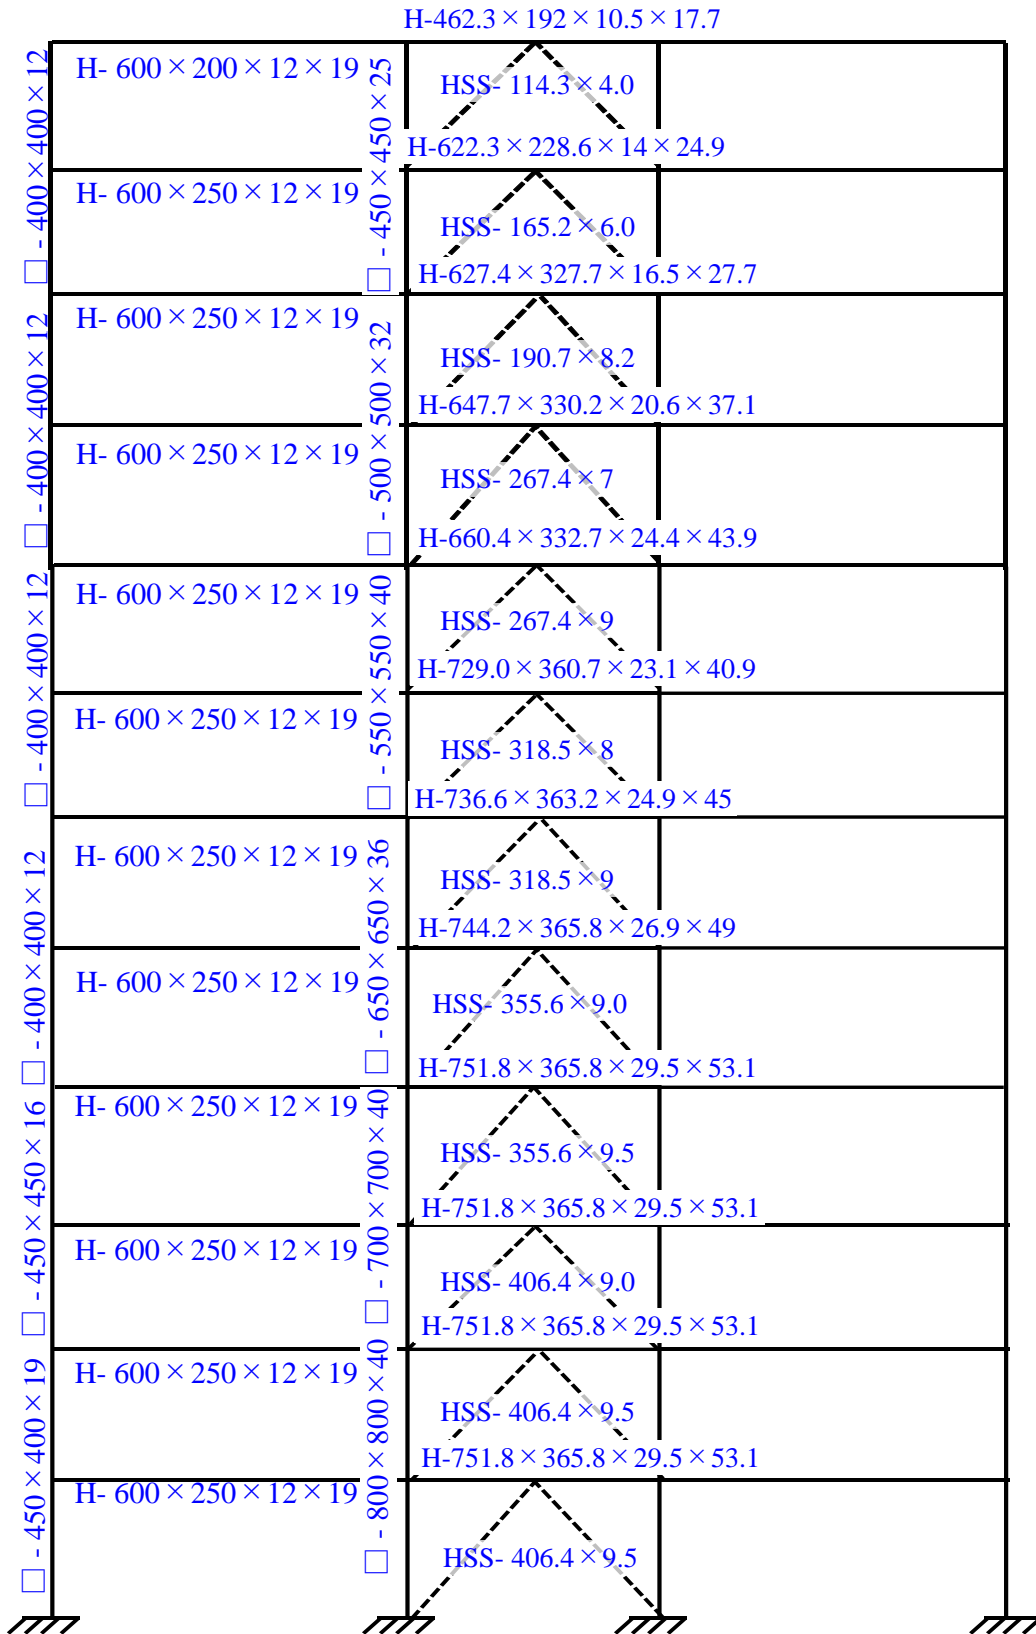 H-462.3×192×10.5×17.7
H- 600×200×12×19
HSS- 114.3×4.0
□ - 400×400×12
□ - 450×450×25
H-622.3×228.6×14×24.9
H- 600×250×12×19
HSS- 165.2×6.0
H-627.4×327.7×16.5×27.7
H- 600×250×12×19
HSS- 190.7×8.2
□ - 400×400×12
□ - 500×500×32
H-647.7×330.2×20.6×37.1
H- 600×250×12×19
HSS- 267.4×7
H-660.4×332.7×24.4×43.9
H- 600×250×12×19
HSS- 267.4×9
□ - 400×400×12
□ - 550×550×40
H-729.0×360.7×23.1×40.9
H- 600×250×12×19
HSS- 318.5×8
H-736.6×363.2×24.9×45
H- 600×250×12×19
HSS- 318.5×9
□ - 400×400×12
□ - 650×650×36
H-744.2×365.8×26.9×49
H- 600×250×12×19
HSS- 355.6×9.0
H-751.8×365.8×29.5×53.1
H- 600×250×12×19
HSS- 355.6×9.5
□ - 450×450×16
□ - 700×700×40
H-751.8×365.8×29.5×53.1
H- 600×250×12×19
HSS- 406.4×9.0
H-751.8×365.8×29.5×53.1
H- 600×250×12×19
HSS- 406.4×9.5
□ - 450×400×19
□ - 800×800×40
H-751.8×365.8×29.5×53.1
H- 600×250×12×19
HSS- 406.4×9.5